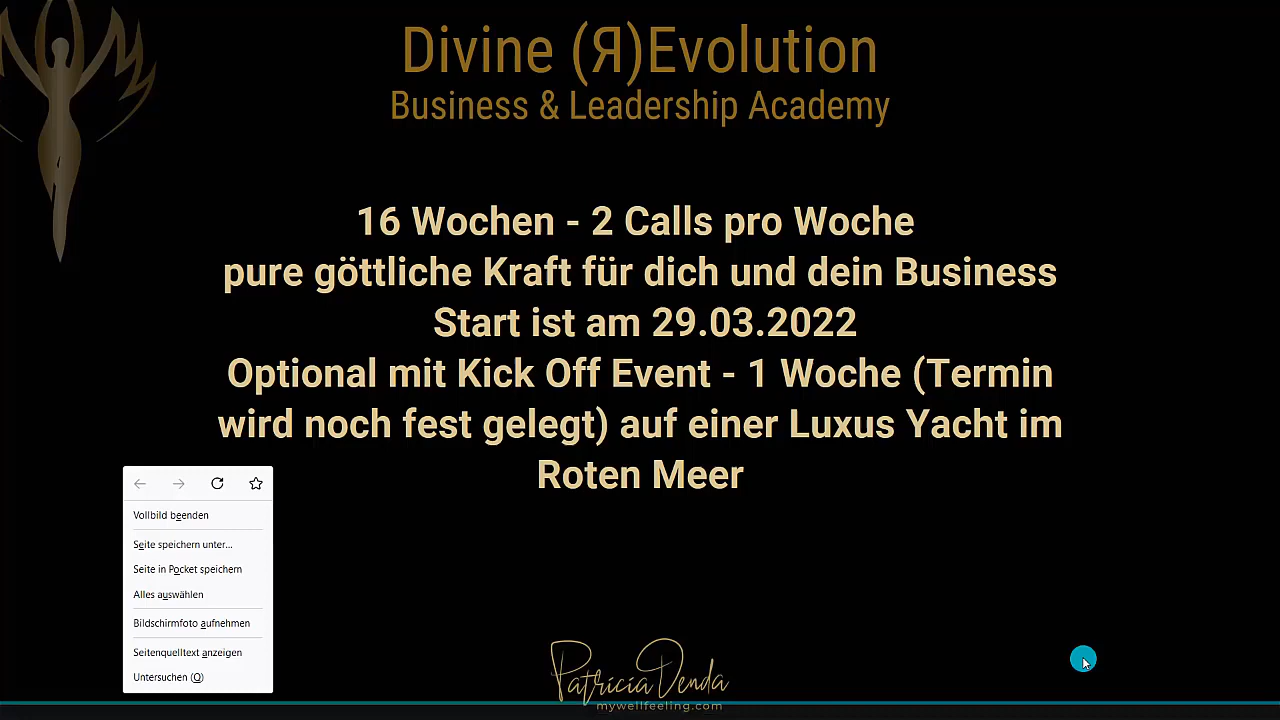 Divine (Я)Evolution
Business & Leadership Academy
16 Wochen - 2 Calls pro Woche
pure göttliche Kraft für dich und dein Business
Start ist am 29.03.2022
Optional mit Kick Off Event - 1 Woche (Termin
wird noch fest gelegt) auf einer Luxus Yacht im
Roten Meer
Vollbild beenden
Seite speichern unter...
Seite in Pocket speichern
Alles auswählen
Bildschirmfoto aufnehmen
Seitenquelltext anzeigen
Untersuchen (Q)
Patricia Denda
mywellfeeling.com